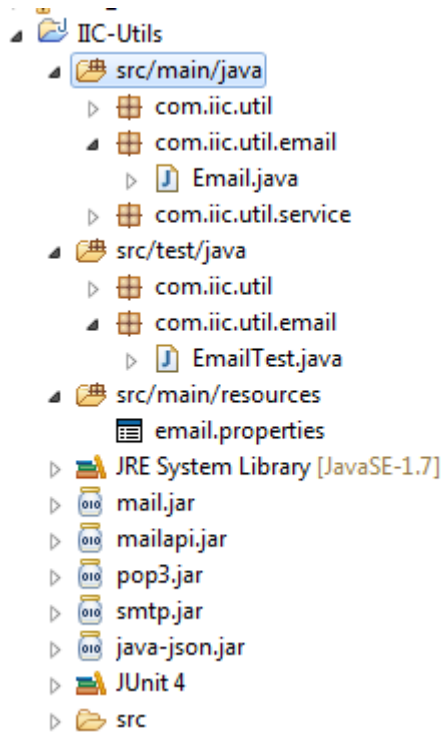 IIC-Utils
src/main/java
com.iic.util
com.iic.util.email
Email.java
com.iic.util.service
src/test/java
com.iic.util
com.iic.util.email
EmailTest.java
src/main/resources
email.properties
JRE System Library [JavaSE-1.7]
mail.jar
mailapi.jar
pop3.jar
smtp.jar
java-json.jar
JUnit 4
src